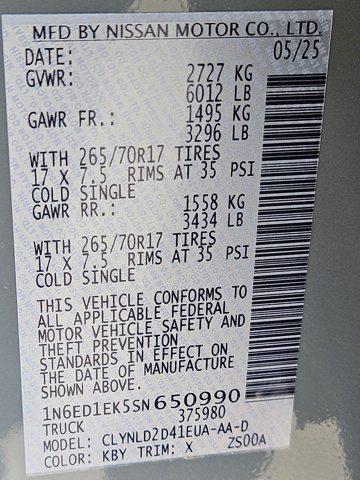 MFD BY NISSAN MOTOR CO., LTD.
DATE: 05/25
GVWR: 2727 KG
6012 LB
GAWR FR.: 1495 KG
3296 LB
WITH 265/70R17 TIRES
17 X 7.5 RIMS AT 35 PSI
COLD SINGLE
GAWR RR.: 1558 KG
3434 LB
WITH 265/70R17 TIRES
17 X 7.5 RIMS AT 35 PSI
COLD SINGLE
THIS VEHICLE CONFORMS TO
ALL APPLICABLE FEDERAL
MOTOR VEHICLE SAFETY AND
THEFT PREVENTION
STANDARDS IN EFFECT ON
THE DATE OF MANUFACTURE
SHOWN ABOVE.
1N6ED1EK5SN650990
TRUCK 375980
MODEL: CLYNLD2D41EUA-AA-D
COLOR: KBY TRIM: X ZS00A